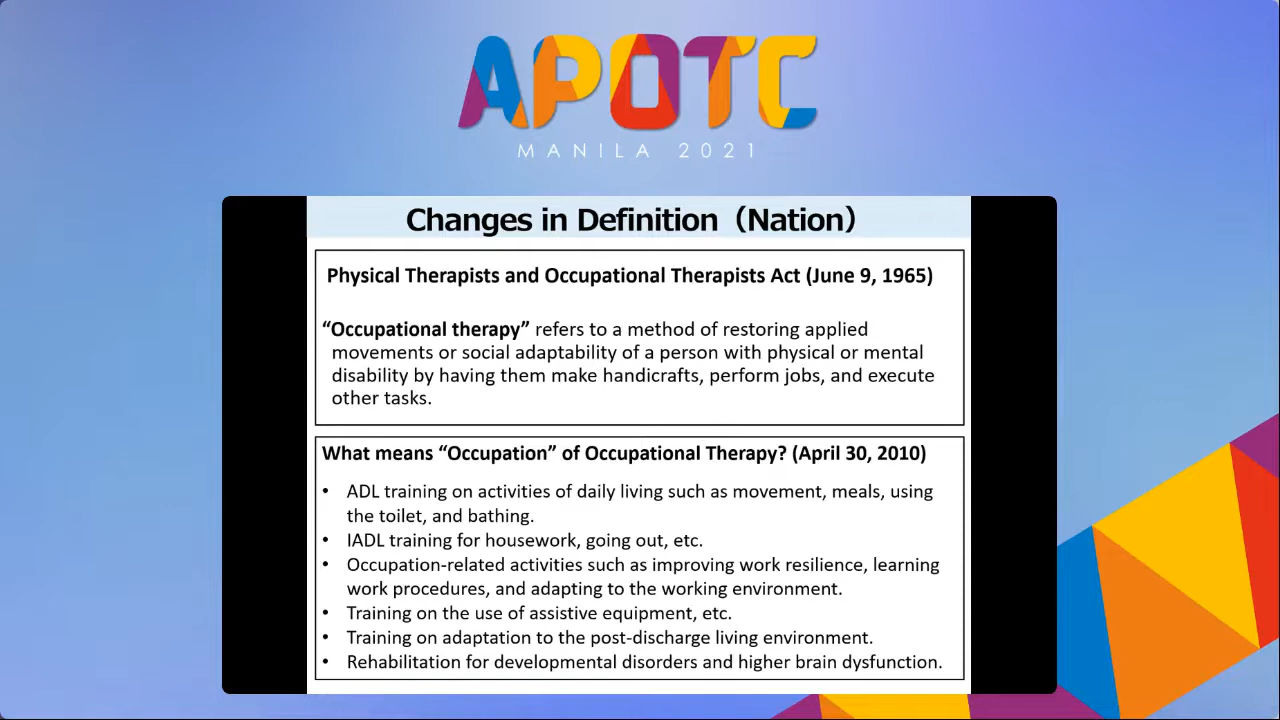 APOTC
MANILA 2021
Changes in Definition（Nation）
Physical Therapists and Occupational Therapists Act (June 9, 1965)
“Occupational therapy” refers to a method of restoring applied
movements or social adaptability of a person with physical or mental
disability by having them make handicrafts, perform jobs, and execute
other tasks.
What means “Occupation” of Occupational Therapy? (April 30, 2010)
• ADL training on activities of daily living such as movement, meals, using
the toilet, and bathing.
• IADL training for housework, going out, etc.
• Occupation-related activities such as improving work resilience, learning
work procedures, and adapting to the working environment.
• Training on the use of assistive equipment, etc.
• Training on adaptation to the post-discharge living environment.
• Rehabilitation for developmental disorders and higher brain dysfunction.